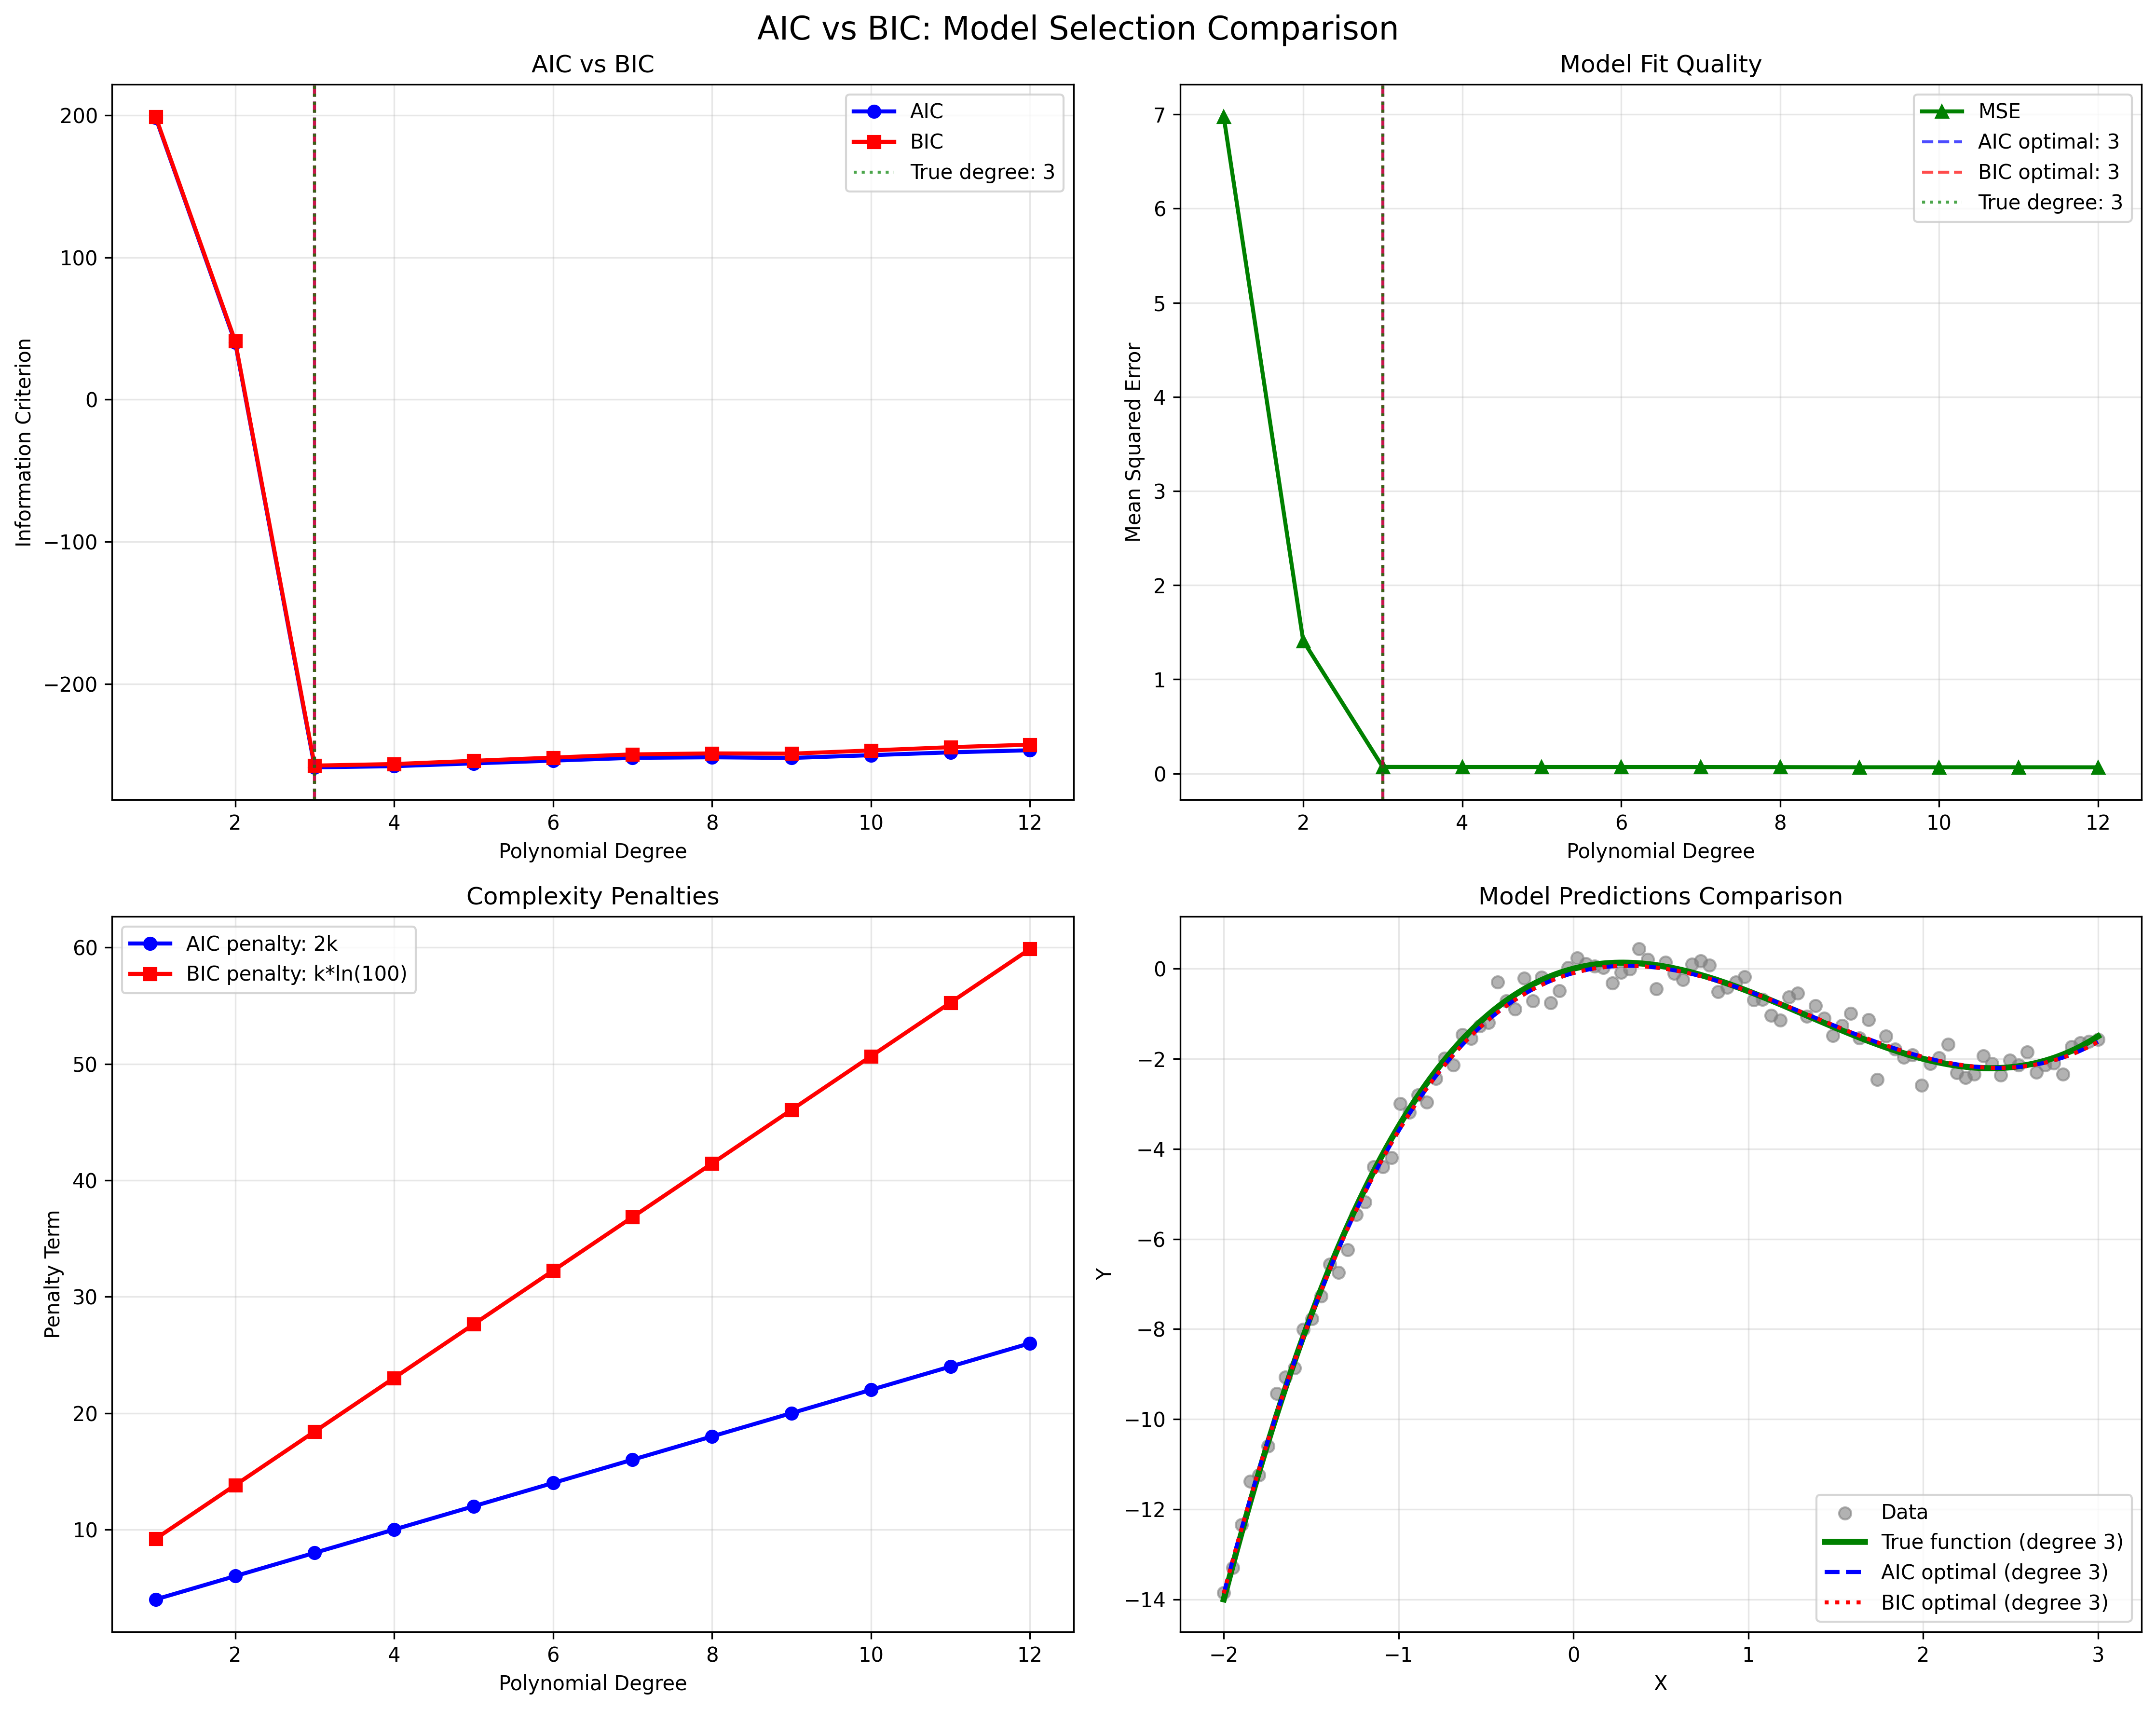 AIC vs BIC: Model Selection Comparison
AIC vs BIC
AIC
BIC
True degree: 3
200
100
0
−100
−200
Information Criterion
2
4
6
8
10
12
Polynomial Degree
Model Fit Quality
MSE
AIC optimal: 3
BIC optimal: 3
True degree: 3
7
6
5
4
3
2
1
0
Mean Squared Error
2
4
6
8
10
12
Polynomial Degree
Complexity Penalties
AIC penalty: 2k
BIC penalty: k*ln(100)
60
50
40
30
20
10
Penalty Term
2
4
6
8
10
12
Polynomial Degree
Model Predictions Comparison
0
−2
−4
−6
−8
−10
−12
−14
Y
Data
True function (degree 3)
AIC optimal (degree 3)
BIC optimal (degree 3)
−2
−1
0
1
2
3
X